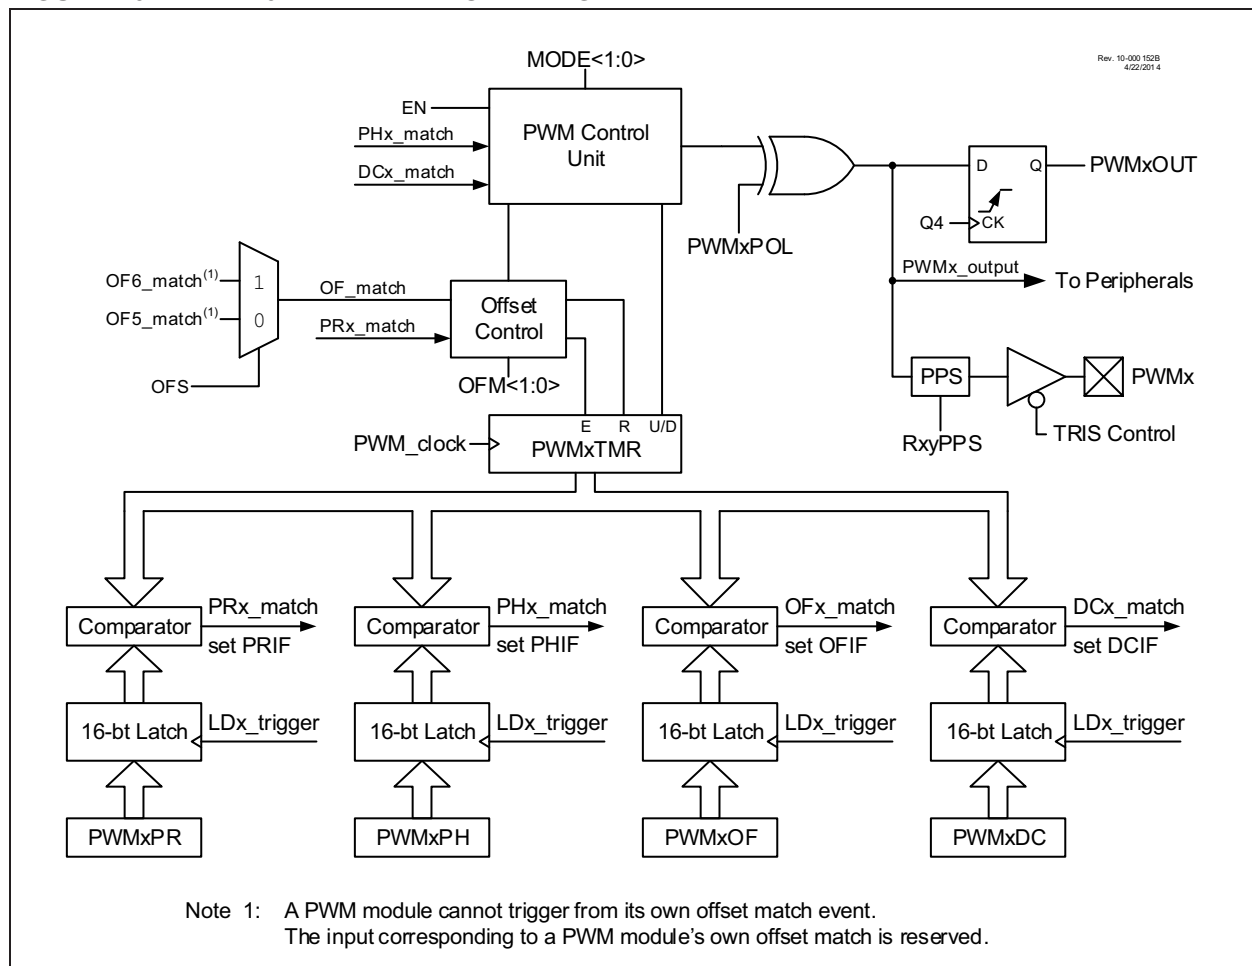 Rev. 10-000 152B
4/22/2014
MODE<1:0>
EN
PHx_match
DCx_match
PWM Control
Unit
PWMxPOL
D Q
CK
Q4
PWMxOUT
PWMx_output
To Peripherals
OF6_match(1)
OF5_match(1)
1
0
OFS
OF_match
PRx_match
Offset
Control
OFM<1:0>
PPS
RxyPPS
PWMx
TRIS Control
PWM_clock
E R U/D
PWMxTMR
Comparator
PRx_match
set PRIF
Comparator
PHx_match
set PHIF
Comparator
OFx_match
set OFIF
Comparator
DCx_match
set DCIF
16-bt Latch
LDx_trigger
16-bt Latch
LDx_trigger
16-bt Latch
LDx_trigger
16-bt Latch
LDx_trigger
PWMxPR
PWMxPH
PWMxOF
PWMxDC
Note 1: A PWM module cannot trigger from its own offset match event.
The input corresponding to a PWM module's own offset match is reserved.